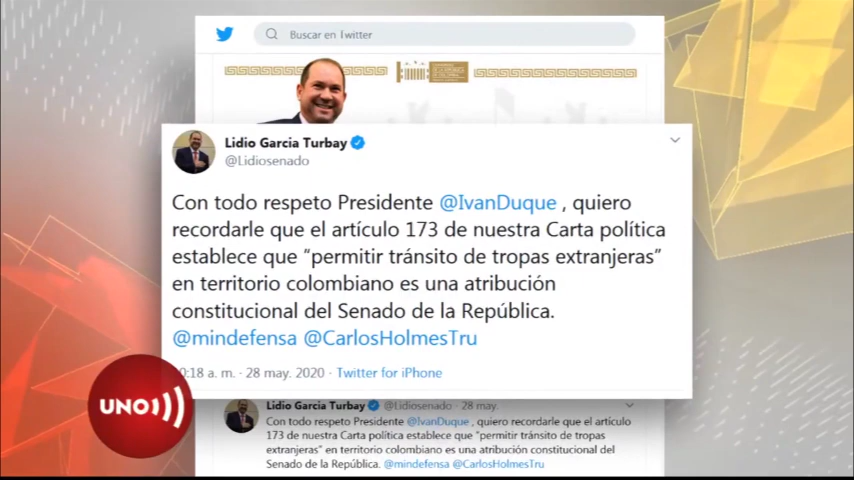 Buscar en Twitter
Lidio Garcia Turbay
@Lidiosenado
Con todo respeto Presidente @IvanDuque , quiero
recordarle que el artículo 173 de nuestra Carta política
establece que “permitir tránsito de tropas extranjeras”
en territorio colombiano es una atribución
constitucional del Senado de la República.
@mindefensa @CarlosHolmesTru
0:18 a. m. · 28 may. 2020 · Twitter for iPhone
UNO
Lidio Garcia Turbay @Lidiosenado · 28 may.
Con todo respeto Presidente @IvanDuque , quiero recordarle que el artículo
173 de nuestra Carta política establece que “permitir tránsito de tropas
extranjeras” en territorio colombiano es una atribución constitucional del
Senado de la República. @mindefensa @CarlosHolmesTru